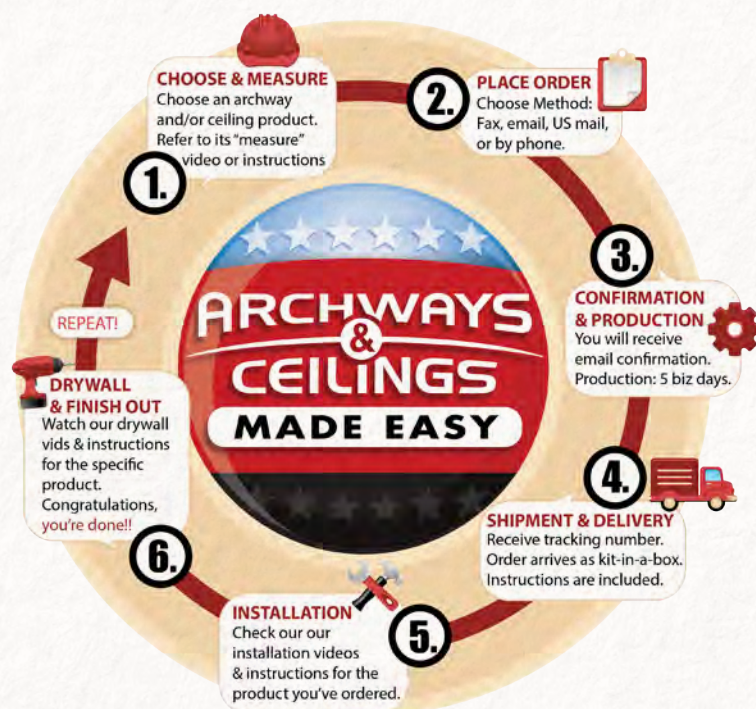 1.
CHOOSE & MEASURE
Choose an archway
and/or ceiling product.
Refer to its "measure"
video or instructions
2.
PLACE ORDER
Choose Method:
Fax, email, US mail,
or by phone.
3.
CONFIRMATION
& PRODUCTION
You will receive
email confirmation.
Production: 5 biz days.
4.
SHIPMENT & DELIVERY
Receive tracking number.
Order arrives as kit-in-a-box.
Instructions are included.
5.
INSTALLATION
Check our our
installation videos
& instructions for the
product you've ordered.
6.
DRYWALL
& FINISH OUT
Watch our drywall
vids & instructions
for the specific
product.
Congratulations,
you're done!!
REPEAT!
ARCHWAYS
&
CEILINGS
MADE EASY